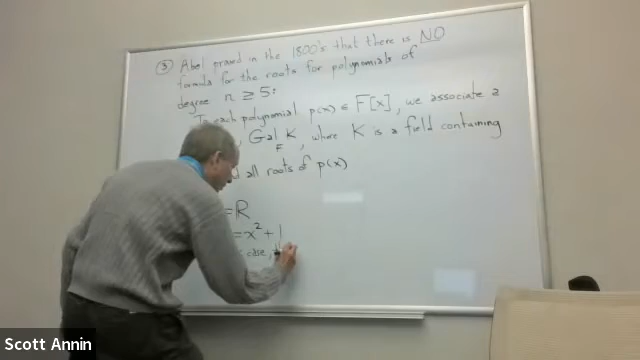 ③ Abel proved in the 1800's that there is NO
formula for the roots for polynomials of
degree n ≥ 5:
To each polynomial p(x) ∈ F[x], we associate a
, Gal_F K, where K is a field containing
all roots of p(x)
= R
= x² + 1
case,
Scott Annin